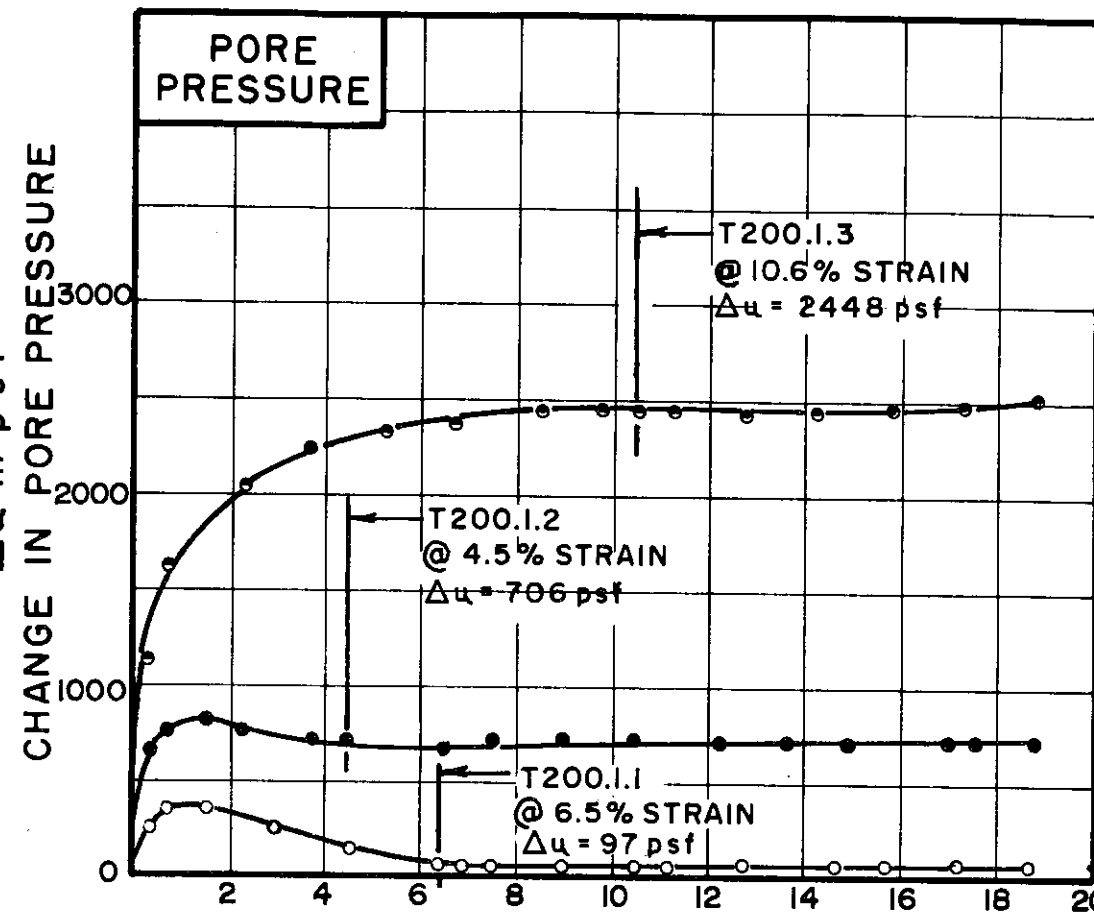 PORE
PRESSURE
CHANGE IN PORE PRESSURE
3000
2000
1000
0
T200.1.3
@ 10.6% STRAIN
Δu = 2448 psf
T200.1.2
@ 4.5% STRAIN
Δu = 706 psf
T200.1.1
@ 6.5% STRAIN
Δu = 97 psf
2 4 6 8 10 12 14 16 18